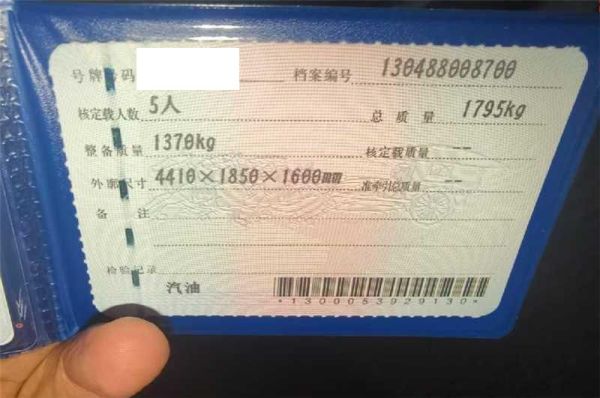 号牌号码 档案编号 130488008700
核定载人数 5人 总质量 1795kg
整备质量 1370kg 核定载质量 --
外廓尺寸 4410×1850×1600mm 准牵引总质量 --
备注
检验记录
汽油
*1300053929130*